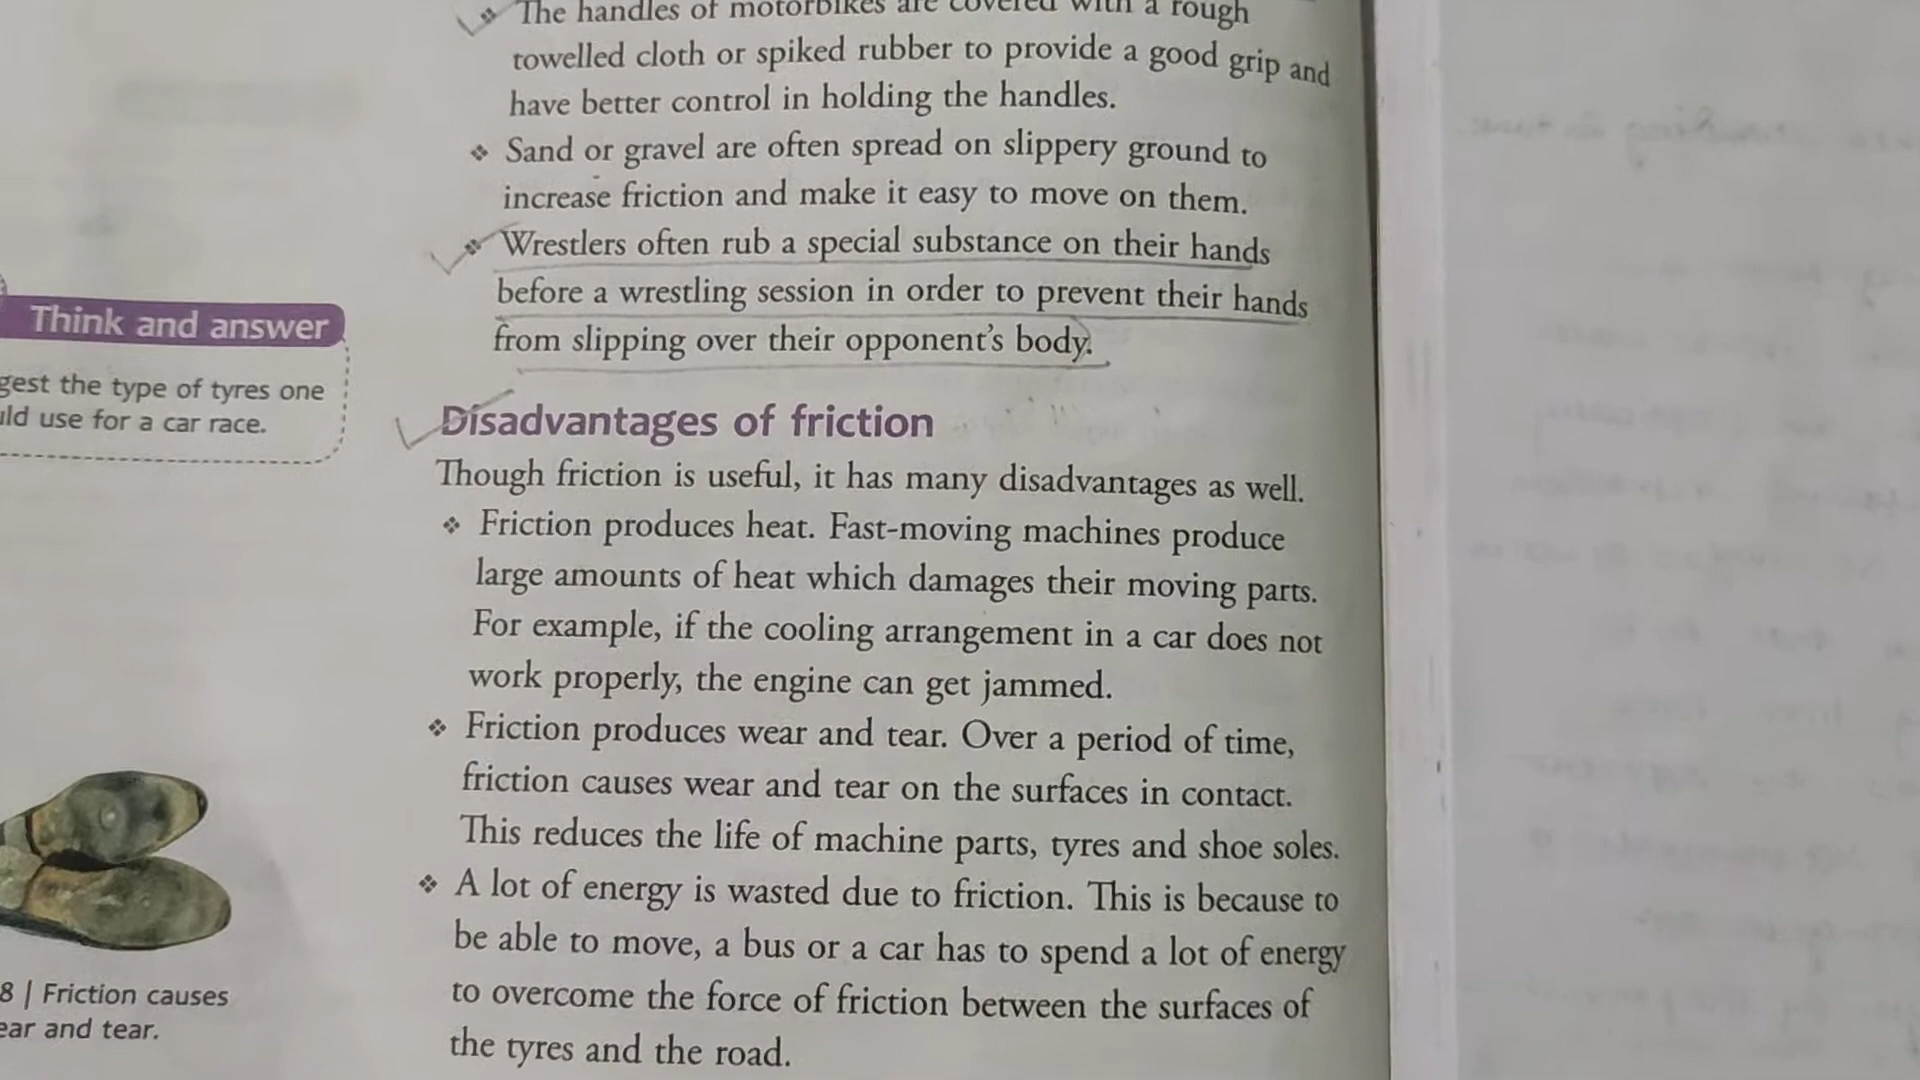 The handles of motorbikes are covered with a rough
towelled cloth or spiked rubber to provide a good grip and
have better control in holding the handles.
Sand or gravel are often spread on slippery ground to
increase friction and make it easy to move on them.
Wrestlers often rub a special substance on their hands
before a wrestling session in order to prevent their hands
from slipping over their opponent's body.
Think and answer
gest the type of tyres one
uld use for a car race.
Disadvantages of friction
Though friction is useful, it has many disadvantages as well.
Friction produces heat. Fast-moving machines produce
large amounts of heat which damages their moving parts.
For example, if the cooling arrangement in a car does not
work properly, the engine can get jammed.
Friction produces wear and tear. Over a period of time,
friction causes wear and tear on the surfaces in contact.
This reduces the life of machine parts, tyres and shoe soles.
A lot of energy is wasted due to friction. This is because to
be able to move, a bus or a car has to spend a lot of energy
to overcome the force of friction between the surfaces of
the tyres and the road.
8 | Friction causes
ear and tear.